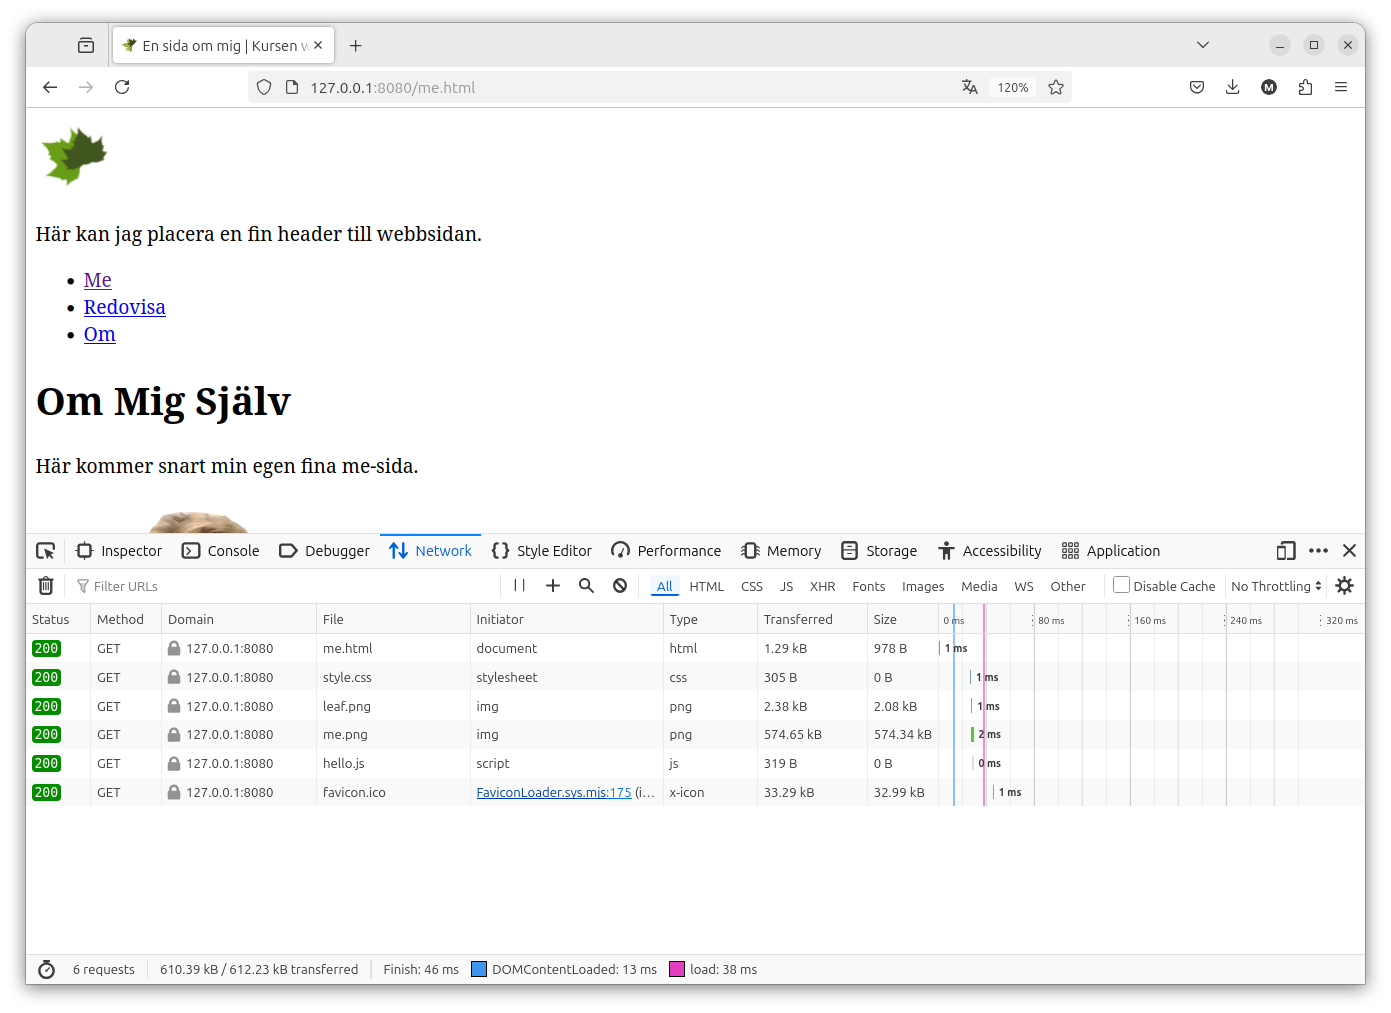 En sida om mig | Kursen w
127.0.0.1:8080/me.html
120%
M
Här kan jag placera en fin header till webbsidan.
Me
Redovisa
Om
Om Mig Själv
Här kommer snart min egen fina me-sida.
Inspector Console Debugger Network Style Editor Performance Memory Storage Accessibility Application
Filter URLs All HTML CSS JS XHR Fonts Images Media WS Other Disable Cache No Throttling
Status Method Domain File Initiator Type Transferred Size 0 ms 80 ms 160 ms 240 ms 320 ms
200 GET 127.0.0.1:8080 me.html document html 1.29 kB 978 B 1 ms
200 GET 127.0.0.1:8080 style.css stylesheet css 305 B 0 B 1 ms
200 GET 127.0.0.1:8080 leaf.png img png 2.38 kB 2.08 kB 1 ms
200 GET 127.0.0.1:8080 me.png img png 574.65 kB 574.34 kB 2 ms
200 GET 127.0.0.1:8080 hello.js script js 319 B 0 B 0 ms
200 GET 127.0.0.1:8080 favicon.ico FaviconLoader.sys.mjs:175 (i… x-icon 33.29 kB 32.99 kB 1 ms
6 requests 610.39 kB / 612.23 kB transferred Finish: 46 ms DOMContentLoaded: 13 ms load: 38 ms